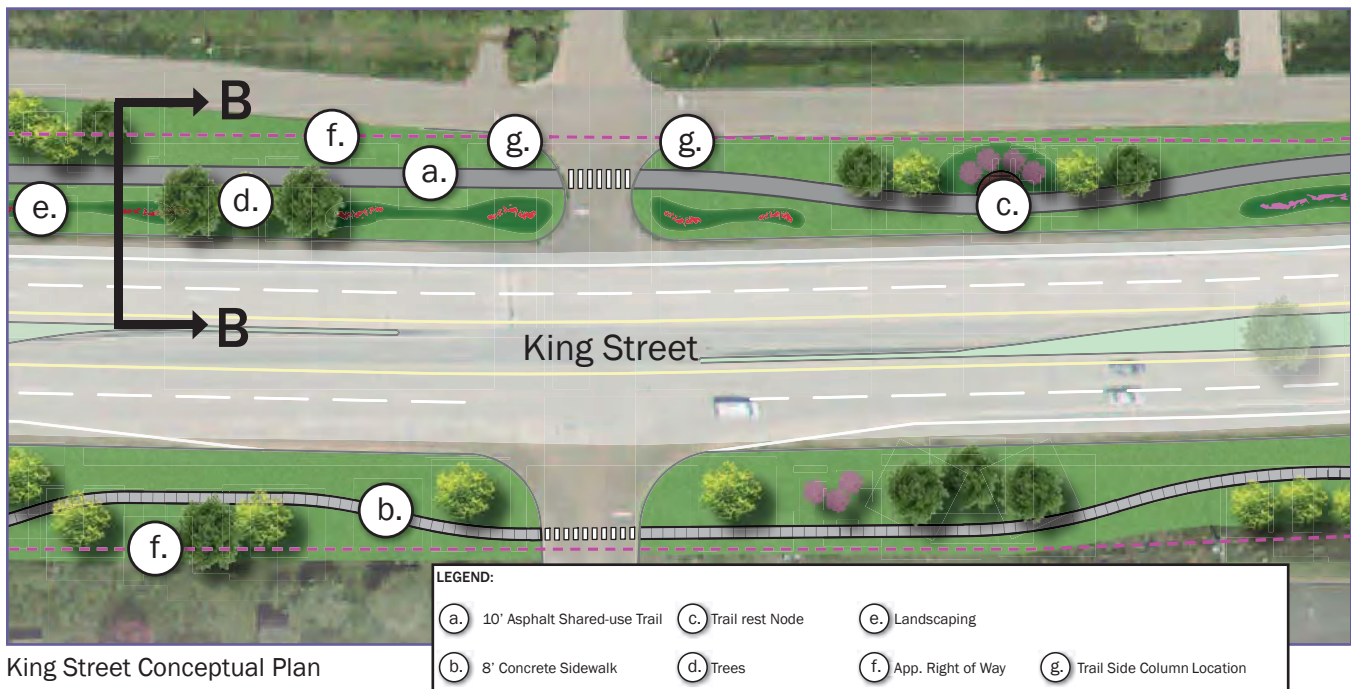 B
f.
g.
g.
a.
e.
d.
c.
B
King Street
b.
f.
LEGEND:
a. 10’ Asphalt Shared-use Trail c. Trail rest Node e. Landscaping
b. 8’ Concrete Sidewalk d. Trees f. App. Right of Way g. Trail Side Column Location
King Street Conceptual Plan